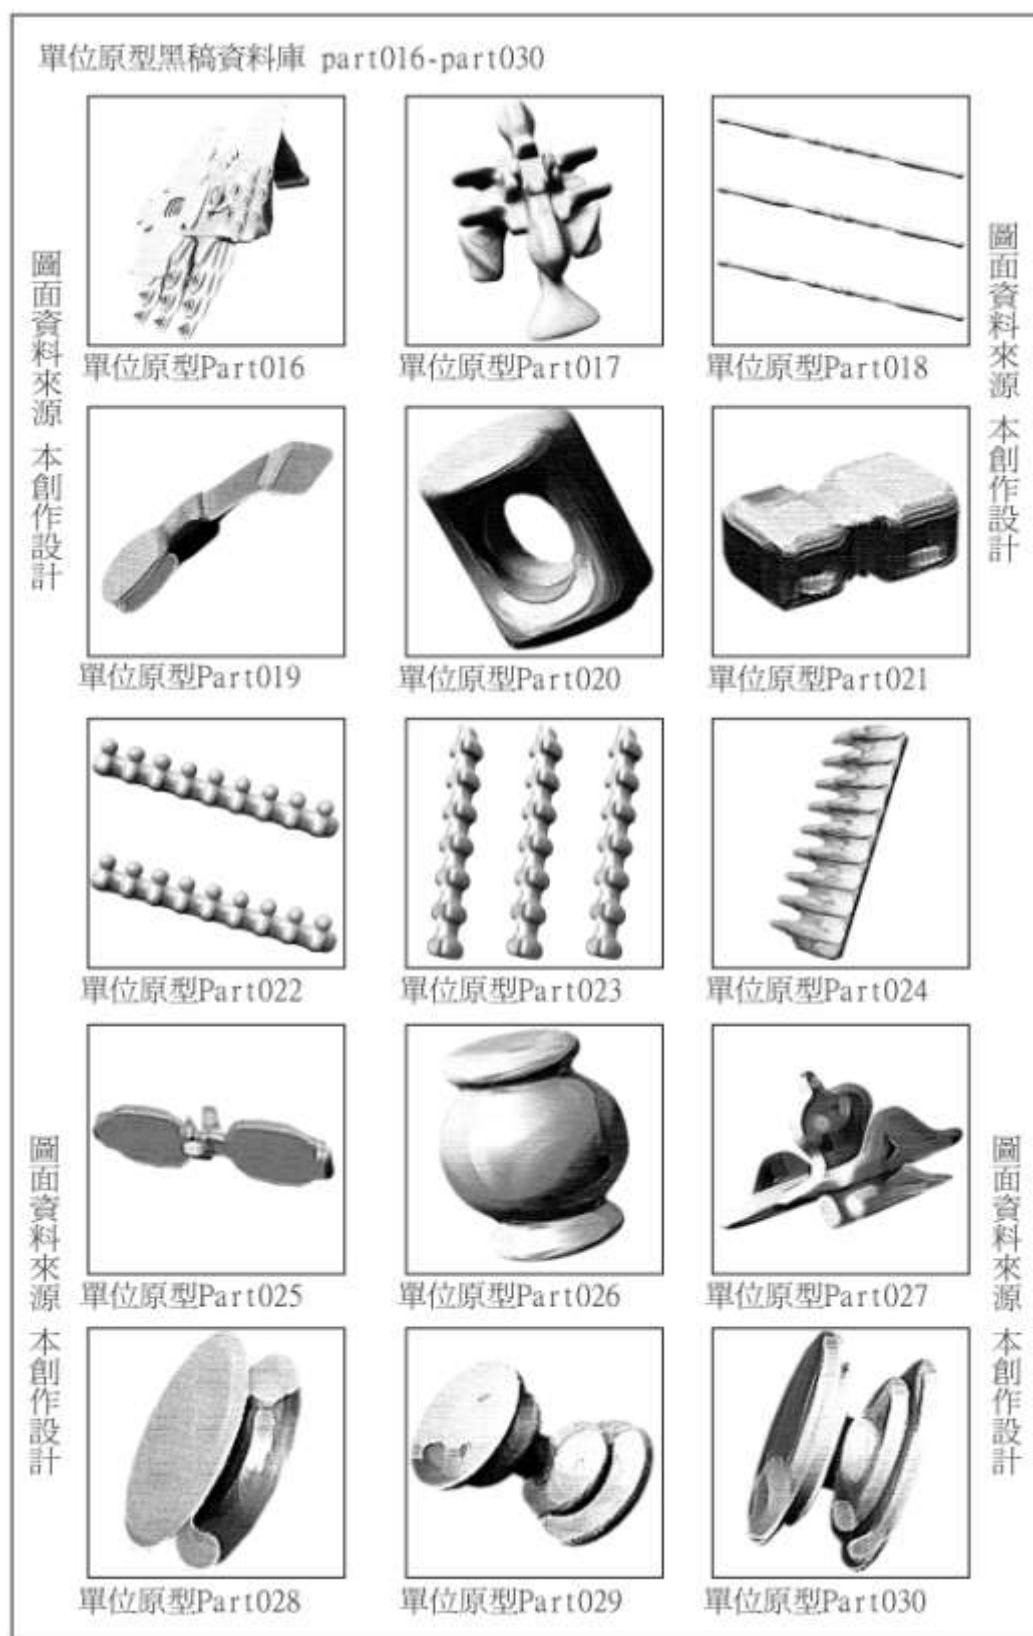 單位原型黑稿資料庫 part016-part030
圖面資料來源 本創作設計
圖面資料來源 本創作設計
單位原型Part016
單位原型Part017
單位原型Part018
單位原型Part019
單位原型Part020
單位原型Part021
單位原型Part022
單位原型Part023
單位原型Part024
圖面資料來源 本創作設計
圖面資料來源 本創作設計
單位原型Part025
單位原型Part026
單位原型Part027
單位原型Part028
單位原型Part029
單位原型Part030